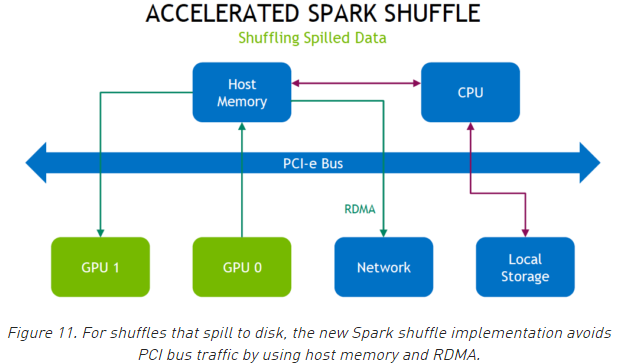 ACCELERATED SPARK SHUFFLE
Shuffling Spilled Data
Host
Memory
CPU
PCI-e Bus
RDMA
GPU 1
GPU 0
Network
Local
Storage
Figure 11. For shuffles that spill to disk, the new Spark shuffle implementation avoids
PCI bus traffic by using host memory and RDMA.